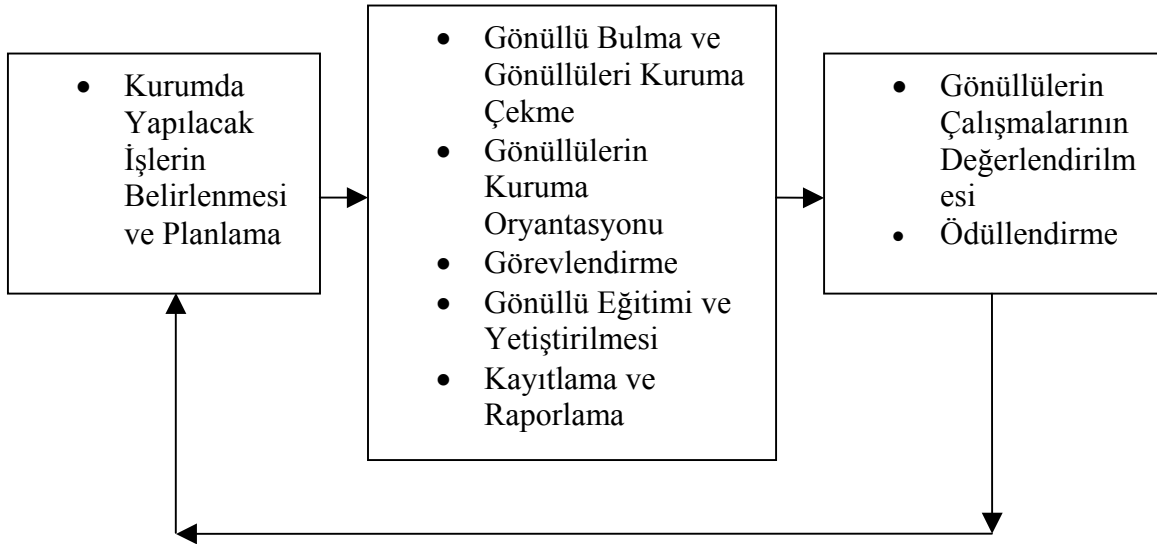 • Kurumda
Yapılacak
İşlerin
Belirlenmesi
ve Planlama
• Gönüllü Bulma ve
Gönüllüleri Kuruma
Çekme
• Gönüllülerin
Kuruma
Oryantasyonu
• Görevlendirme
• Gönüllü Eğitimi ve
Yetiştirilmesi
• Kayıtlama ve
Raporlama
• Gönüllülerin
Çalışmalarının
Değerlendirilm
esi
• Ödüllendirme